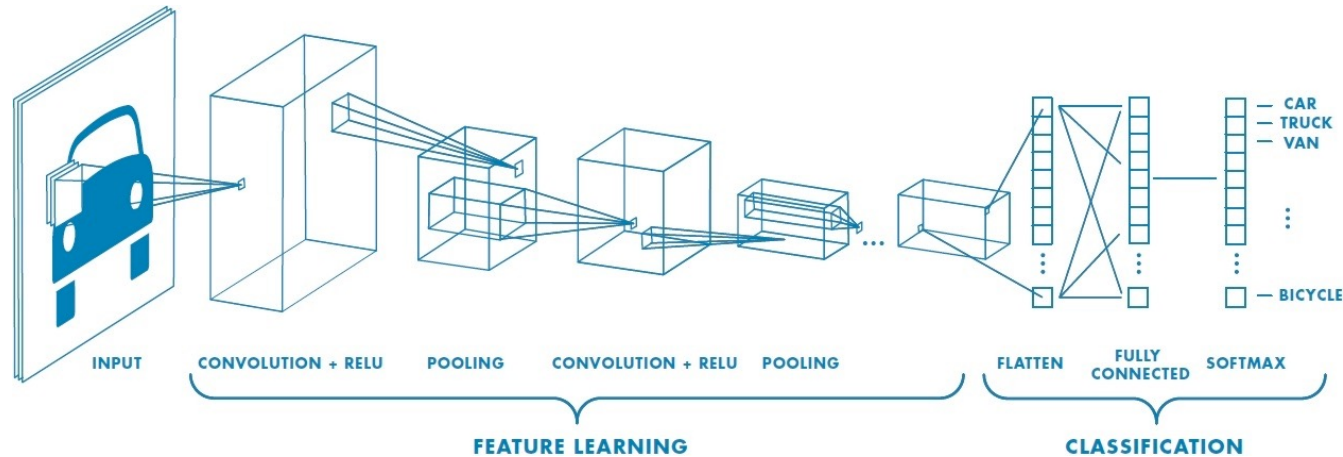 CAR
TRUCK
VAN
BICYCLE
INPUT
CONVOLUTION + RELU
POOLING
CONVOLUTION + RELU
POOLING
FLATTEN
FULLY
CONNECTED
SOFTMAX
FEATURE LEARNING
CLASSIFICATION